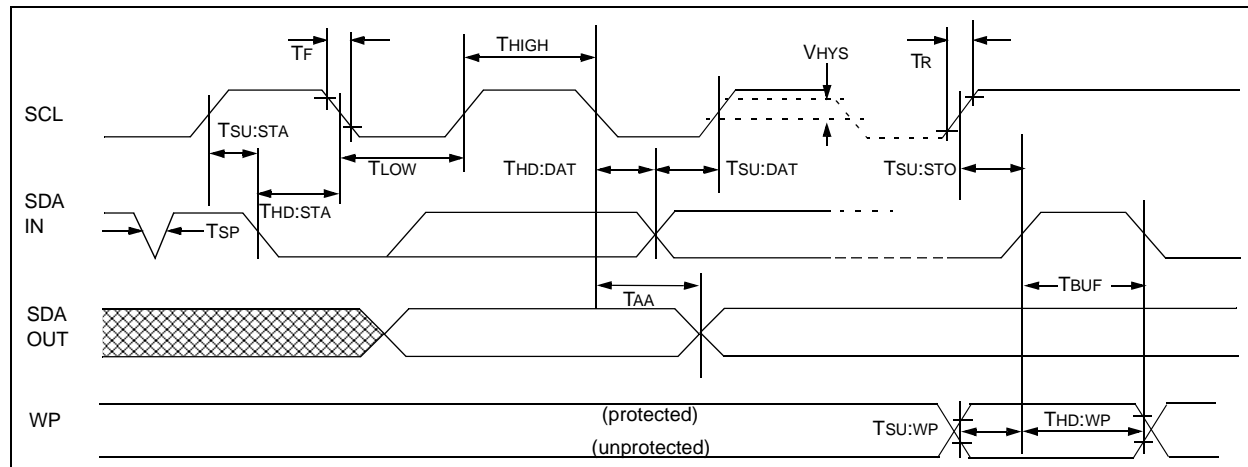 TF
THIGH
VHYS
TR
SCL
TSU:STA
TLOW
THD:DAT
TSU:DAT
TSU:STO
SDA
IN
THD:STA
TSP
TBUF
TAA
SDA
OUT
WP
(protected)
(unprotected)
TSU:WP
THD:WP